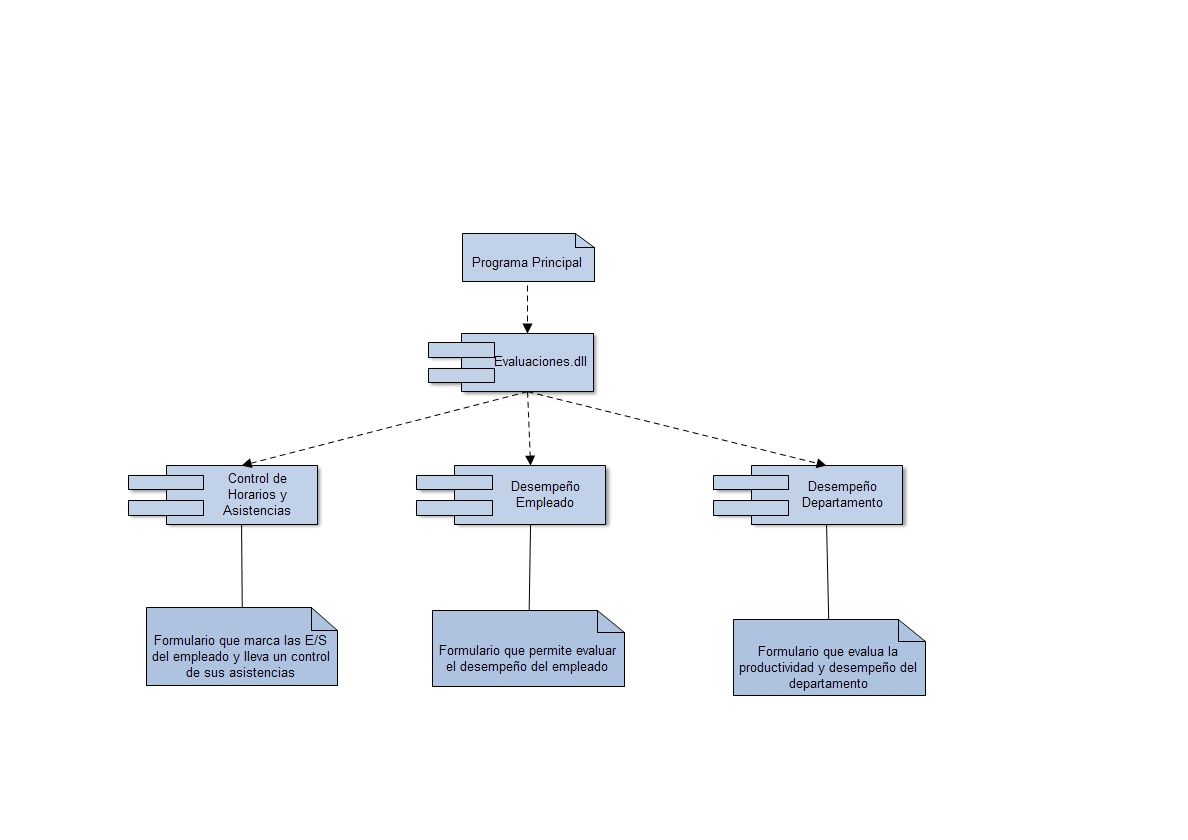 Programa Principal
Evaluaciones.dll
Control de
Horarios y
Asistencias
Desempeño
Empleado
Desempeño
Departamento
Formulario que marca las E/S
del empleado y lleva un control
de sus asistencias
Formulario que permite evaluar
el desempeño del empleado
Formulario que evalua la
productividad y desempeño del
departamento